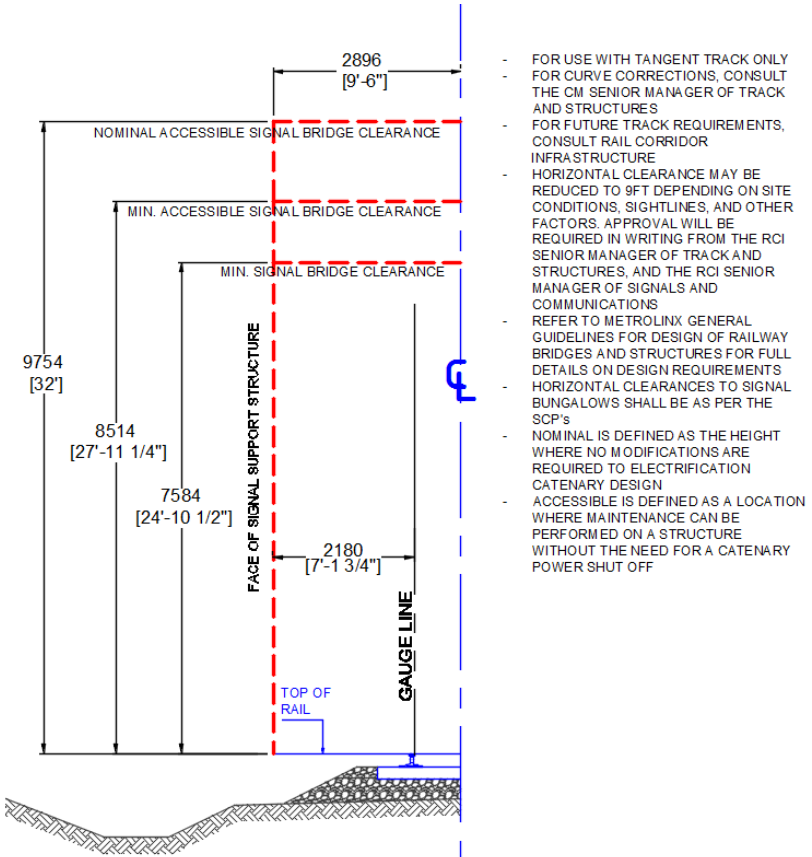 2896
[9'-6"]
NOMINAL ACCESSIBLE SIGNAL BRIDGE CLEARANCE
MIN. ACCESSIBLE SIGNAL BRIDGE CLEARANCE
MIN. SIGNAL BRIDGE CLEARANCE
9754
[32']
8514
[27'-11 1/4"]
7584
[24'-10 1/2"]
FACE OF SIGNAL SUPPORT STRUCTURE
2180
[7'-1 3/4"]
GAUGE LINE
TOP OF
RAIL
CL
- FOR USE WITH TANGENT TRACK ONLY
- FOR CURVE CORRECTIONS, CONSULT
THE CM SENIOR MANAGER OF TRACK
AND STRUCTURES
- FOR FUTURE TRACK REQUIREMENTS,
CONSULT RAIL CORRIDOR
INFRASTRUCTURE
- HORIZONTAL CLEARANCE MAY BE
REDUCED TO 9FT DEPENDING ON SITE
CONDITIONS, SIGHTLINES, AND OTHER
FACTORS. APPROVAL WILL BE
REQUIRED IN WRITING FROM THE RCI
SENIOR MANAGER OF TRACK AND
STRUCTURES, AND THE RCI SENIOR
MANAGER OF SIGNALS AND
COMMUNICATIONS
- REFER TO METROLINX GENERAL
GUIDELINES FOR DESIGN OF RAILWAY
BRIDGES AND STRUCTURES FOR FULL
DETAILS ON DESIGN REQUIREMENTS
- HORIZONTAL CLEARANCES TO SIGNAL
BUNGALOWS SHALL BE AS PER THE
SCP's
- NOMINAL IS DEFINED AS THE HEIGHT
WHERE NO MODIFICATIONS ARE
REQUIRED TO ELECTRIFICATION
CATENARY DESIGN
- ACCESSIBLE IS DEFINED AS A LOCATION
WHERE MAINTENANCE CAN BE
PERFORMED ON A STRUCTURE
WITHOUT THE NEED FOR A CATENARY
POWER SHUT OFF